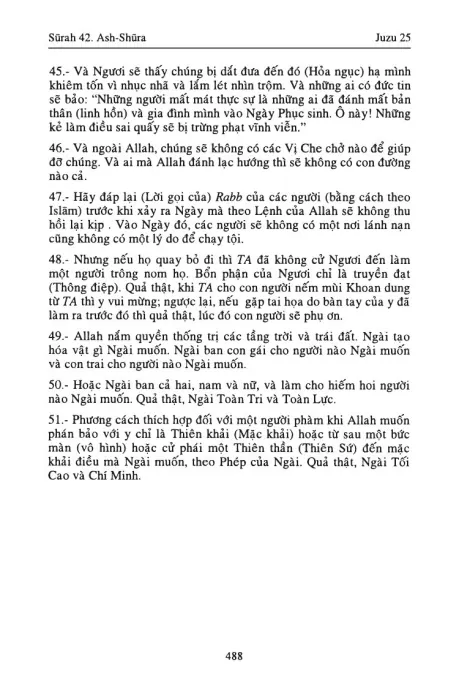 Sūrah 42. Ash-Shūra Juzu 25
45.- Và Ngươi sẽ thấy chúng bị dắt đưa đến đó (Hỏa ngục) hạ mình
khiêm tốn vì nhục nhã và lấm lét nhìn trộm. Và những ai có đức tin
sẽ bảo: “Những người mất mát thực sự là những ai đã đánh mất bản
thân (linh hồn) và gia đình mình vào Ngày Phục sinh. Ồ này! Những
kẻ làm điều sai quấy sẽ bị trừng phạt vĩnh viễn.”
46.- Và ngoài Allah, chúng sẽ không có các Vị Che chở nào để giúp
đỡ chúng. Và ai mà Allah đánh lạc hướng thì sẽ không có con đường
nào cả.
47.- Hãy đáp lại (Lời gọi của) Rabb của các người (bằng cách theo
Islām) trước khi xảy ra Ngày mà theo Lệnh của Allah sẽ không thu
hồi lại kịp . Vào Ngày đó, các người sẽ không có một nơi lánh nạn
cũng không có một lý do để chạy tội.
48.- Nhưng nếu họ quay bỏ đi thì TA đã không cử Ngươi đến làm
một người trông nom họ. Bổn phận của Ngươi chỉ là truyền đạt
(Thông điệp). Quả thật, khi TA cho con người nếm mùi Khoan dung
từ TA thì y vui mừng; ngược lại, nếu gặp tai họa do bàn tay của y đã
làm ra trước đó thì quả thật, lúc đó con người sẽ phụ ơn.
49.- Allah nắm quyền thống trị các tầng trời và trái đất. Ngài tạo
hóa vật gì Ngài muốn. Ngài ban con gái cho người nào Ngài muốn
và con trai cho người nào Ngài muốn.
50.- Hoặc Ngài ban cả hai, nam và nữ, và làm cho hiếm hoi người
nào Ngài muốn. Quả thật, Ngài Toàn Tri và Toàn Lực.
51.- Phương cách thích hợp đối với một người phàm khi Allah muốn
phán bảo với y chỉ là Thiên khải (Mặc khải) hoặc từ sau một bức
màn (vô hình) hoặc cử phái một Thiên thần (Thiên Sứ) đến mặc
khải điều mà Ngài muốn, theo Phép của Ngài. Quả thật, Ngài Tối
Cao và Chí Minh.
488